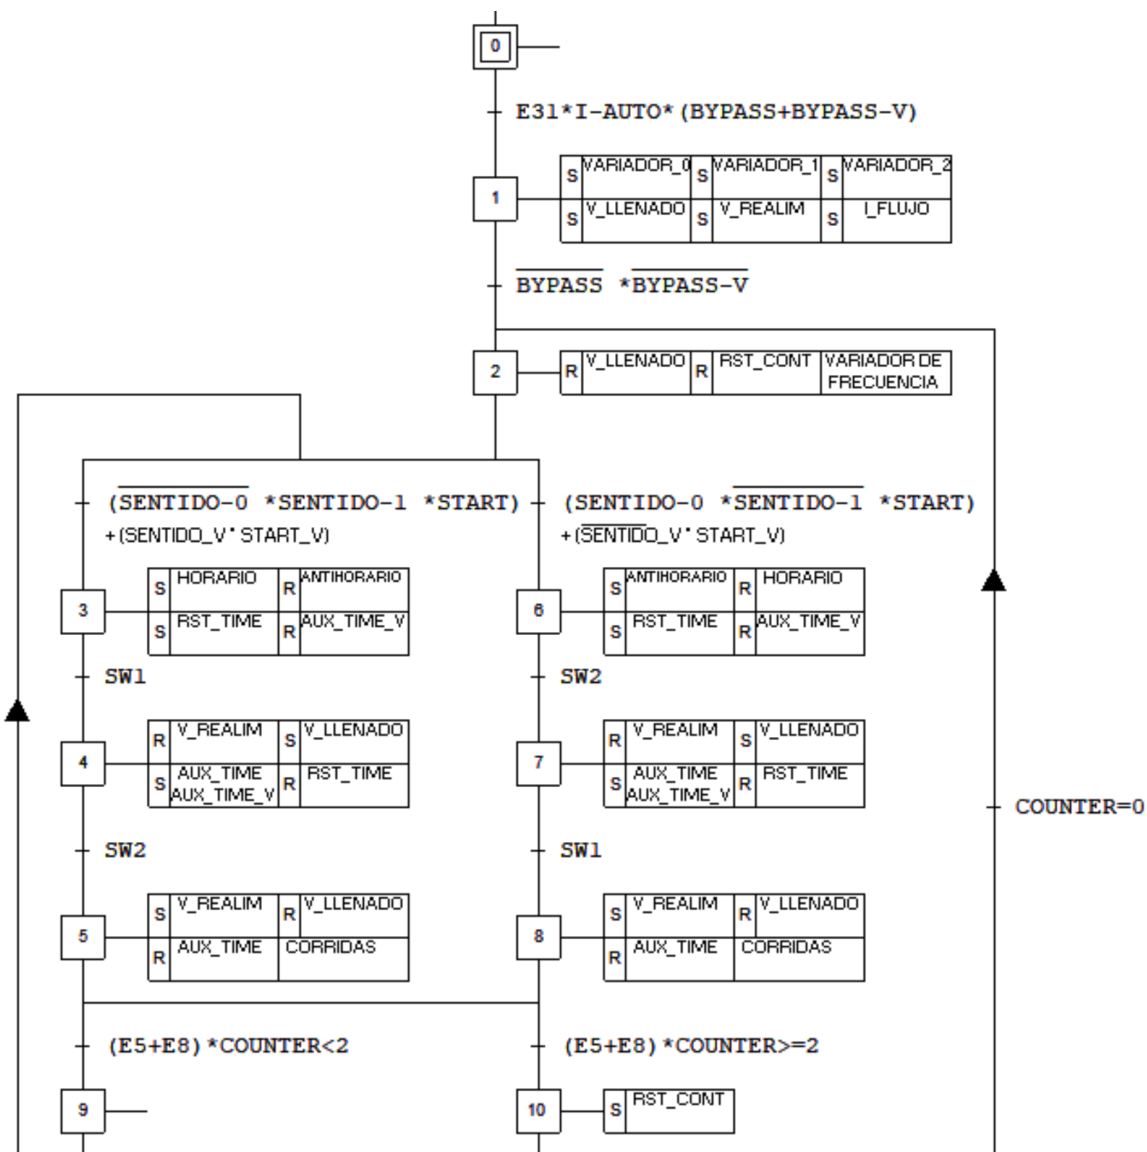 0
E31*I-AUTO*(BYPASS+BYPASS-V)
S VARIADOR_0 S VARIADOR_1 S VARIADOR_2
1
S V_LLENADO S V_REALIM S I_FLUJO
BYPASS *BYPASS-V
2 R V_LLENADO R RST_CONT VARIADOR DE
FRECUENCIA
(SENTIDO-0 *SENTIDO-1 *START)
+(SENTIDO_V*START_V)
(SENTIDO-0 *SENTIDO-1 *START)
+(SENTIDO_V*START_V)
S HORARIO R ANTIHORARIO
3
S RST_TIME R AUX_TIME_V
S ANTIHORARIO R HORARIO
6
S RST_TIME R AUX_TIME_V
SW1
SW2
R V_REALIM S V_LLENADO
4
S AUX_TIME R RST_TIME
AUX_TIME_V
R V_REALIM S V_LLENADO
7
S AUX_TIME R RST_TIME
AUX_TIME_V
COUNTER=0
SW2
SW1
S V_REALIM R V_LLENADO
5
R AUX_TIME CORRIDAS
S V_REALIM R V_LLENADO
8
R AUX_TIME CORRIDAS
(E5+E8)*COUNTER<2
(E5+E8)*COUNTER>=2
9
10 S RST_CONT